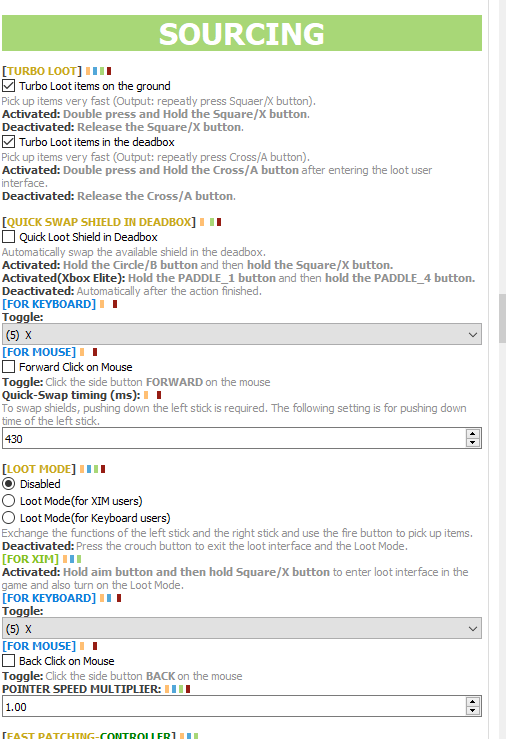 SOURCING
[TURBO LOOT]
Turbo Loot items on the ground
Pick up items very fast (Output: repeatly press Squaer/X button).
Activated: Double press and Hold the Square/X button.
Deactivated: Release the Square/X button.
Turbo Loot items in the deadbox
Pick up items very fast (Output: repeatly press Cross/A button).
Activated: Double press and Hold the Cross/A button after entering the loot user
interface.
Deactivated: Release the Cross/A button.
[QUICK SWAP SHIELD IN DEADBOX]
Quick Loot Shield in Deadbox
Automatically swap the available shield in the deadbox.
Activated: Hold the Circle/B button and then hold the Square/X button.
Activated(Xbox Elite): Hold the PADDLE_1 button and then hold the PADDLE_4 button.
Deactivated: Automatically after the action finished.
[FOR KEYBOARD]
Toggle:
(5) X
[FOR MOUSE]
Forward Click on Mouse
Toggle: Click the side button FORWARD on the mouse
Quick-Swap timing (ms):
To swap shields, pushing down the left stick is required. The following setting is for pushing down
time of the left stick.
430
[LOOT MODE]
Disabled
Loot Mode(for XIM users)
Loot Mode(for Keyboard users)
Exchange the functions of the left stick and the right stick and use the fire button to pick up items.
Deactivated: Press the crouch button to exit the loot interface and the Loot Mode.
[FOR XIM]
Activated: Hold aim button and then hold Square/X button to enter loot interface in the
game and also turn on the Loot Mode.
[FOR KEYBOARD]
Toggle:
(5) X
[FOR MOUSE]
Back Click on Mouse
Toggle: Click the side button BACK on the mouse
POINTER SPEED MULTIPLIER:
1.00
[FAST PATCHING-CONTROLLER]